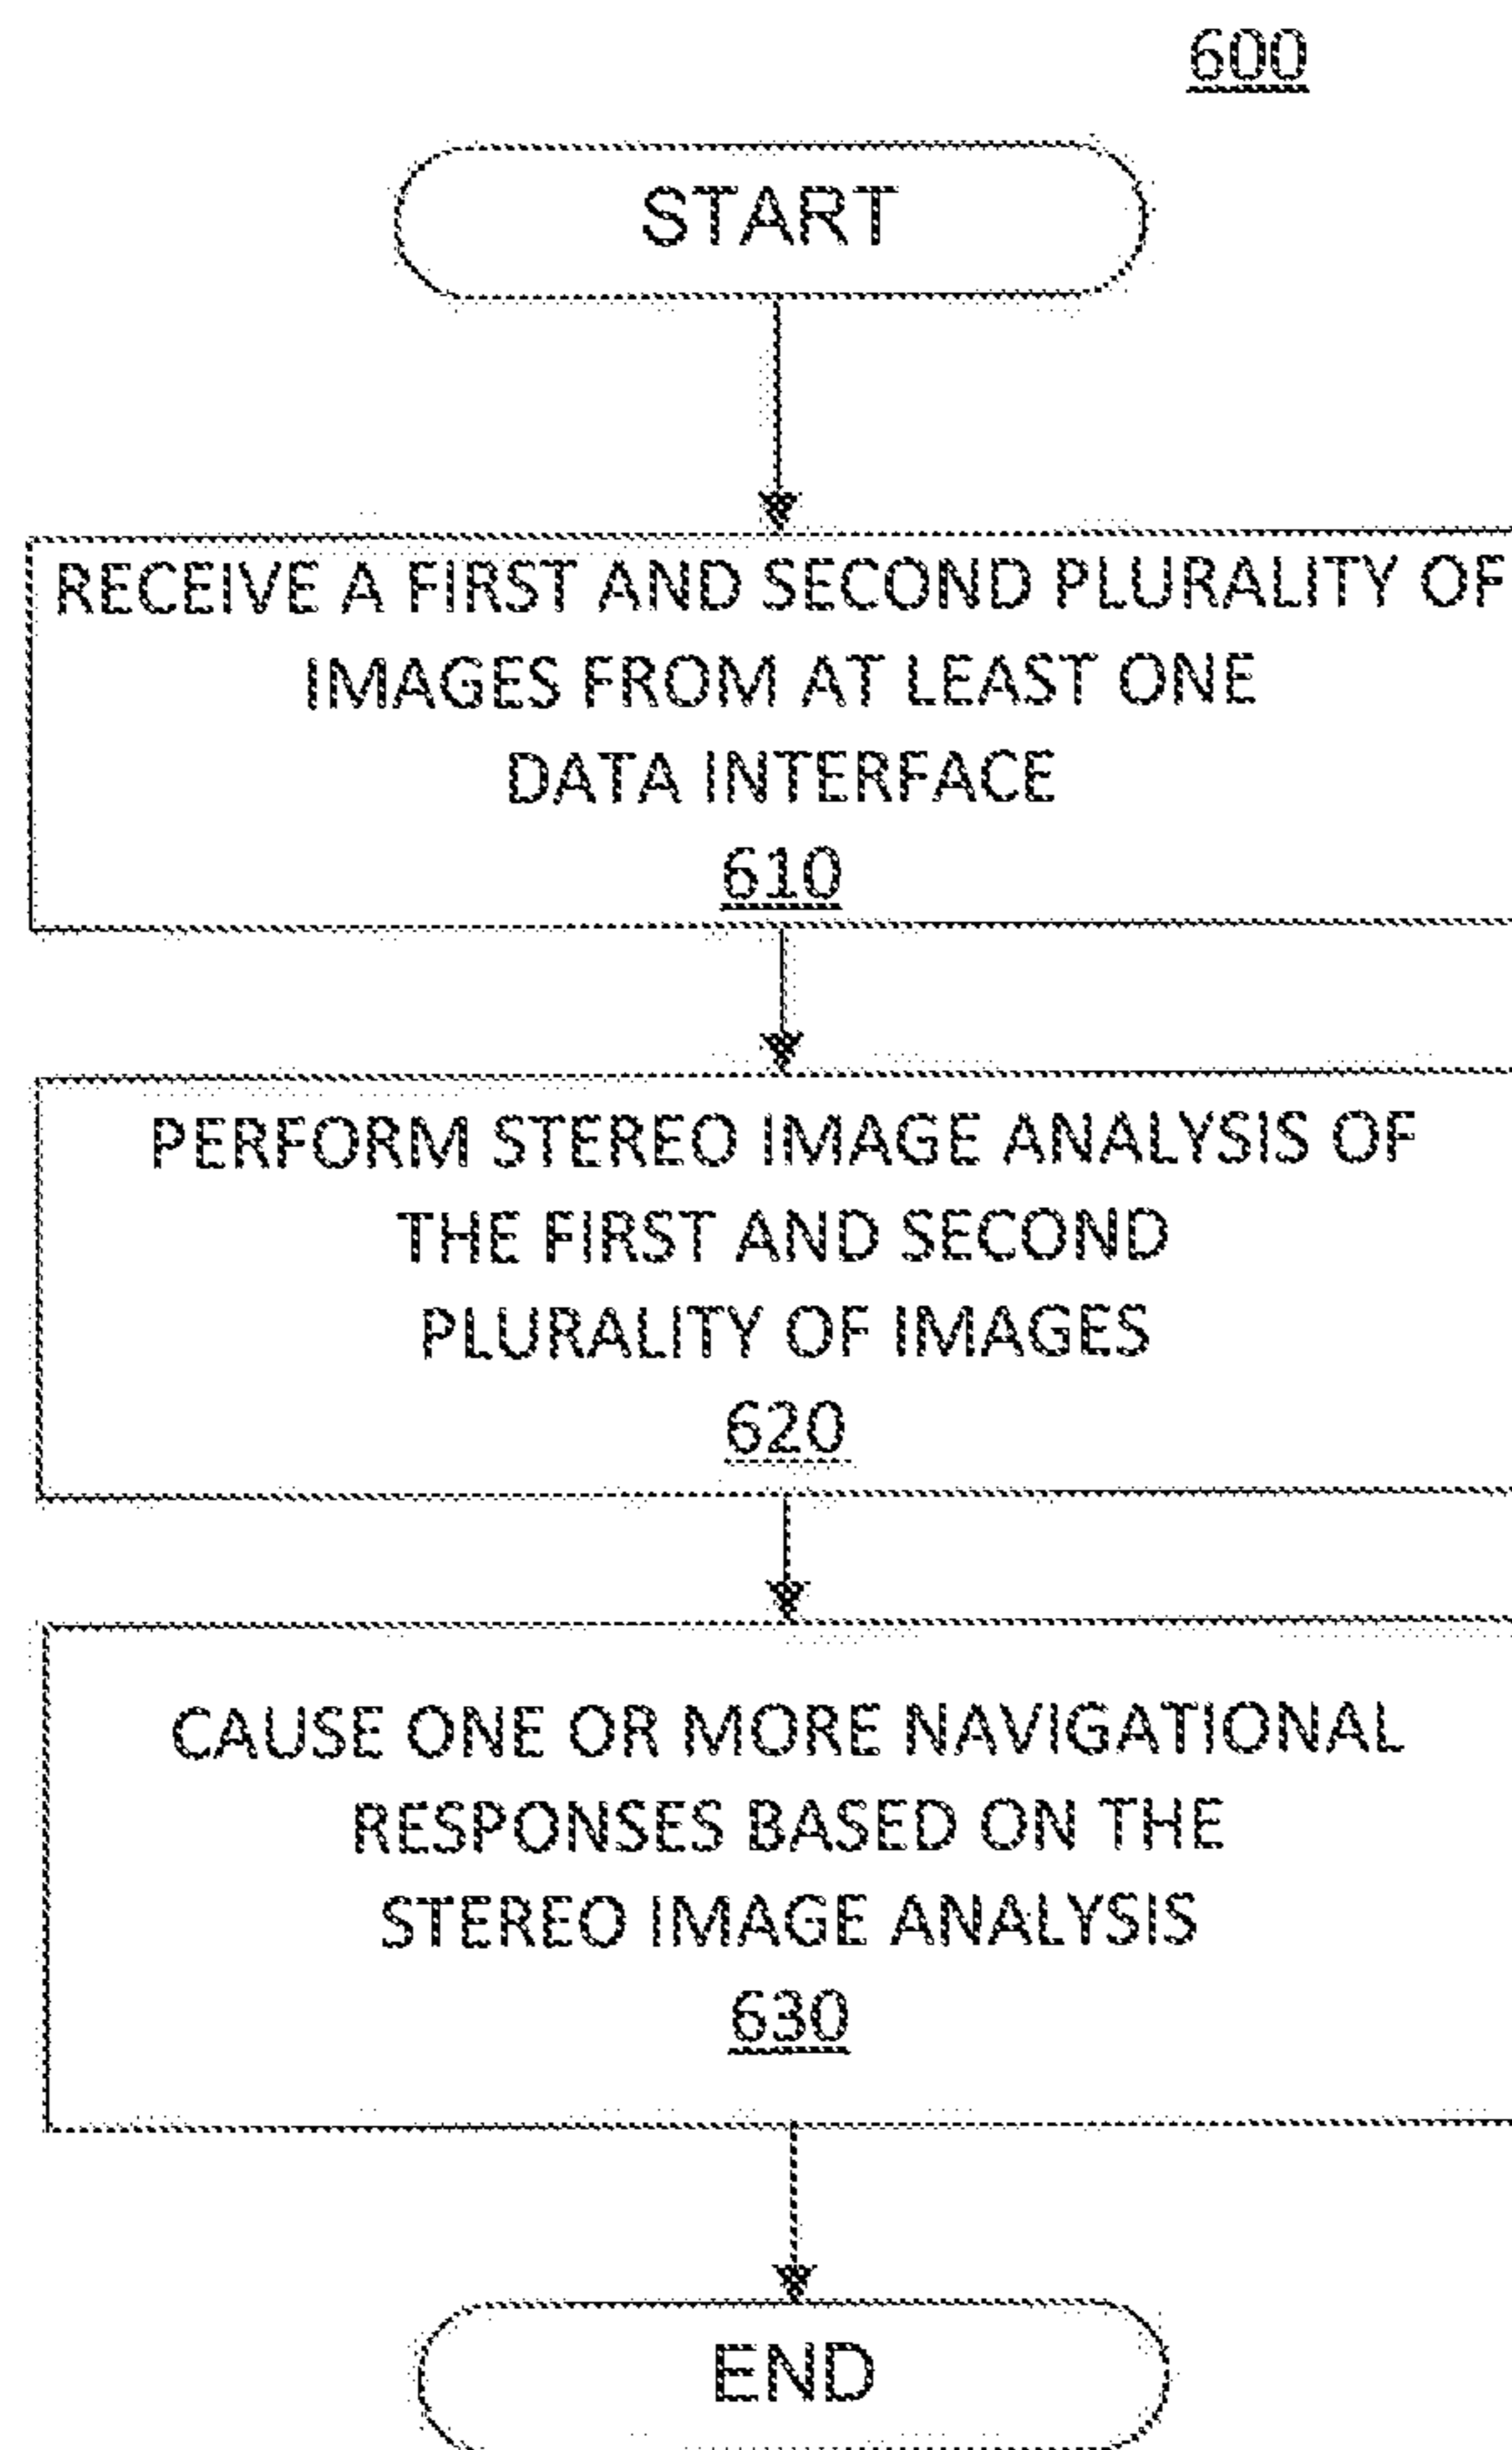 600
START
RECEIVE A FIRST AND SECOND PLURALITY OF
IMAGES FROM AT LEAST ONE
DATA INTERFACE
610
PERFORM STEREO IMAGE ANALYSIS OF
THE FIRST AND SECOND
PLURALITY OF IMAGES
620
CAUSE ONE OR MORE NAVIGATIONAL
RESPONSES BASED ON THE
STEREO IMAGE ANALYSIS
630
END